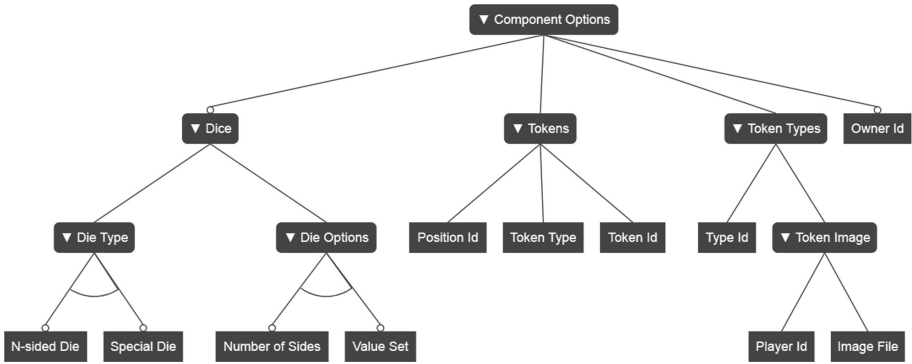 ▼ Component Options
▼ Dice
▼ Tokens
▼ Token Types
Owner Id
▼ Die Type
▼ Die Options
Position Id
Token Type
Token Id
Type Id
▼ Token Image
N-sided Die
Special Die
Number of Sides
Value Set
Player Id
Image File